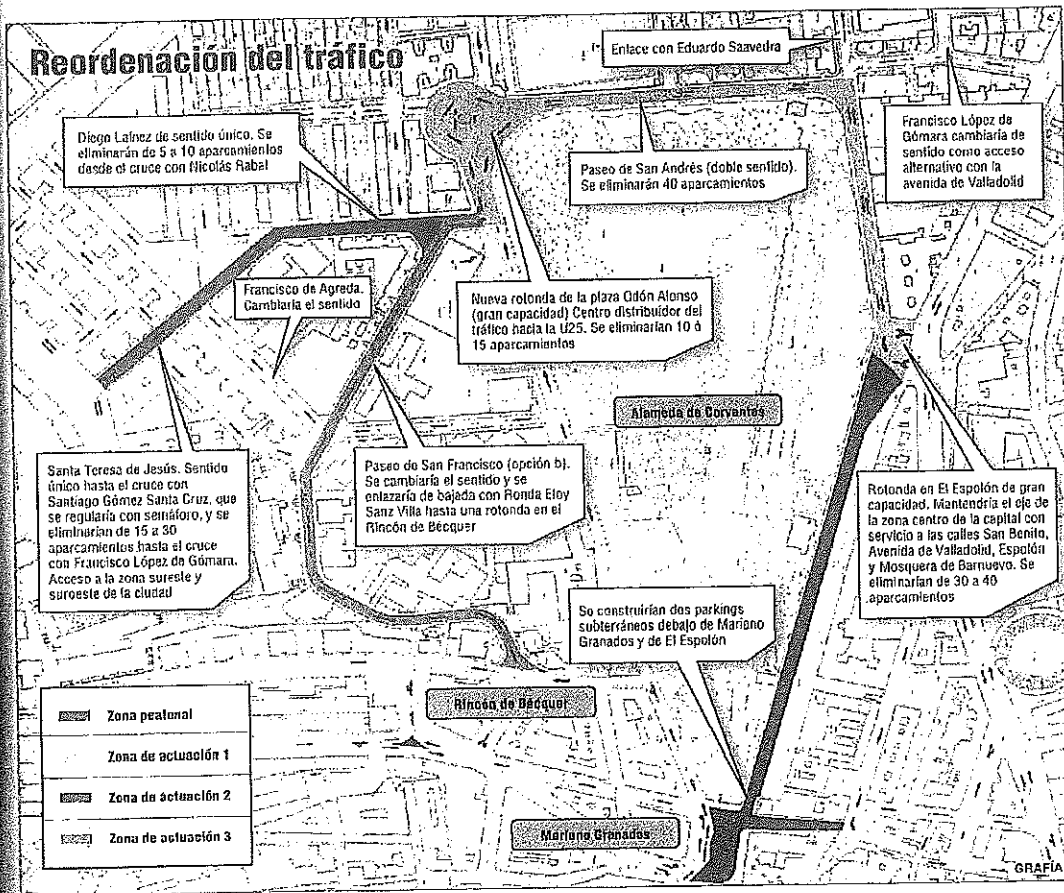 Reordenación del tráfico
Enlace con Eduardo Saavedra
Diego Laínez de sentido único. Se
eliminarán de 5 a 10 aparcamientos
desde el cruce con Nicolás Rabal
Paseo de San Andrés (doble sentido).
Se eliminarán 40 aparcamientos
Francisco López de
Gómara cambiaría de
sentido como acceso
alternativo con la
avenida de Valladolid
Francisco de Agreda.
Cambiaría el sentido
Nueva rotonda de la plaza Odón Alonso
(gran capacidad) Centro distribuidor del
tráfico hacia la U25. Se eliminarían 10 ó
15 aparcamientos
Alameda de Cervantes
Santa Teresa de Jesús. Sentido
único hasta el cruce con
Santiago Gómez Santa Cruz, que
se regularía con semáforo, y se
eliminarían de 15 a 30
aparcamientos hasta el cruce
con Francisco López de Gómara.
Acceso a la zona sureste y
suroeste de la ciudad
Paseo de San Francisco (opción b).
Se cambiaría el sentido y se
enlazaría de bajada con Ronda Eloy
Sanz Villa hasta una rotonda en el
Rincón de Bécquer
Rotonda en El Espolón de gran
capacidad. Mantendría el eje de
la zona centro de la capital con
servicio a las calles San Benito,
Avenida de Valladolid, Espolón
y Mosquera de Barnuevo. Se
eliminarían de 30 a 40
aparcamientos
Se construirían dos parkings
subterráneos debajo de Mariano
Granados y de El Espolón
Rincón de Bécquer
Zona peatonal
Zona de actuación 1
Zona de actuación 2
Zona de actuación 3
Mariano Granados
GRAFÍA